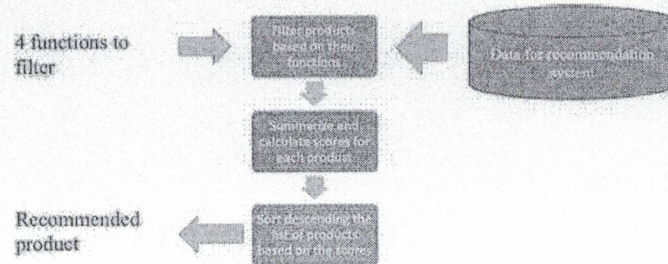 4 functions to
filter
Filter products
based on their
functions
Data for recommendation
system
Summarize and
calculate scores for
each product
Recommended
product
Sort descending the
list of products
based on the scores